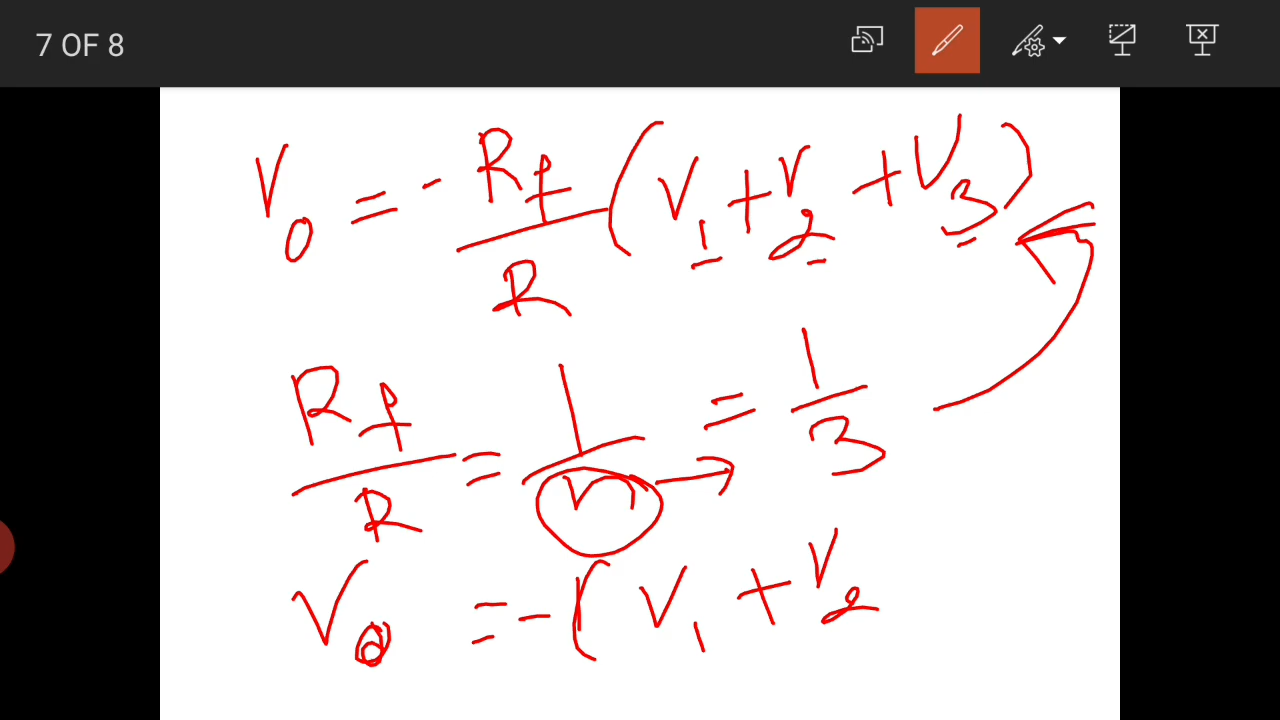 7 OF 8
V₀ = - Rf/R (V₁ + V₂ + V₃)
Rf/R = 1/n → = 1/3
V₀ = - (V₁ + V₂